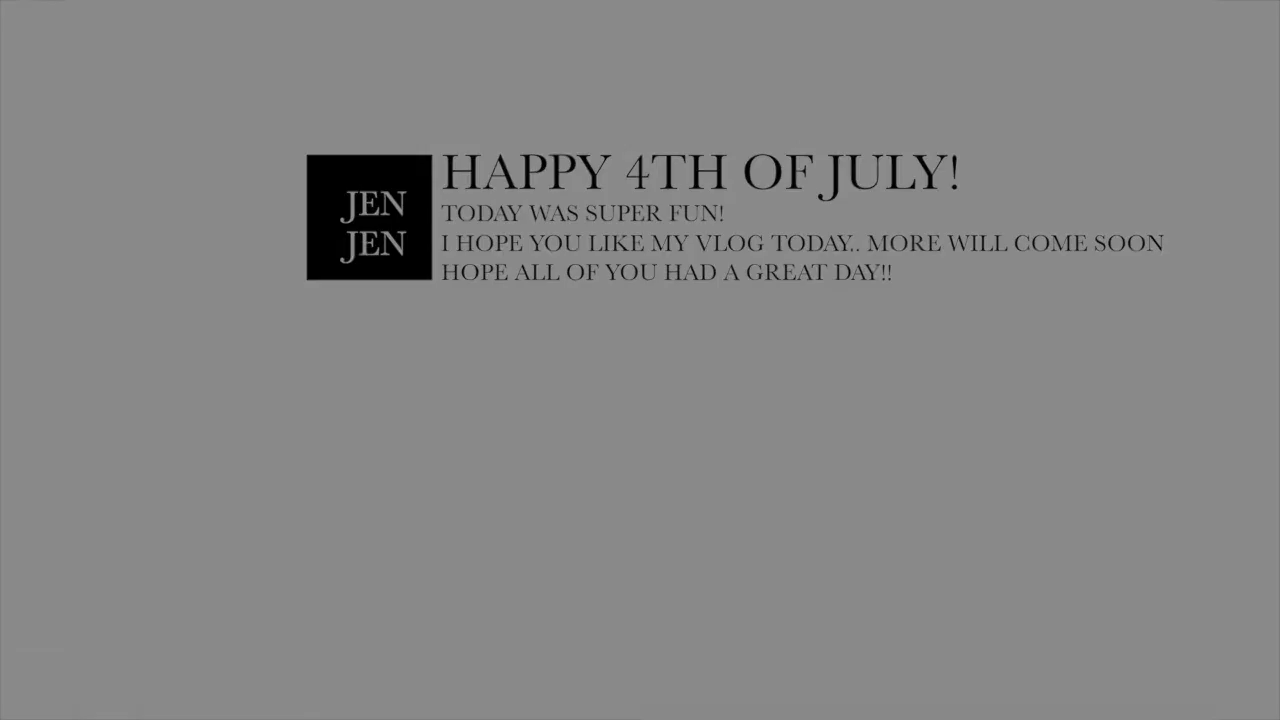 JEN
JEN
HAPPY 4TH OF JULY!
TODAY WAS SUPER FUN!
I HOPE YOU LIKE MY VLOG TODAY.. MORE WILL COME SOON
HOPE ALL OF YOU HAD A GREAT DAY!!